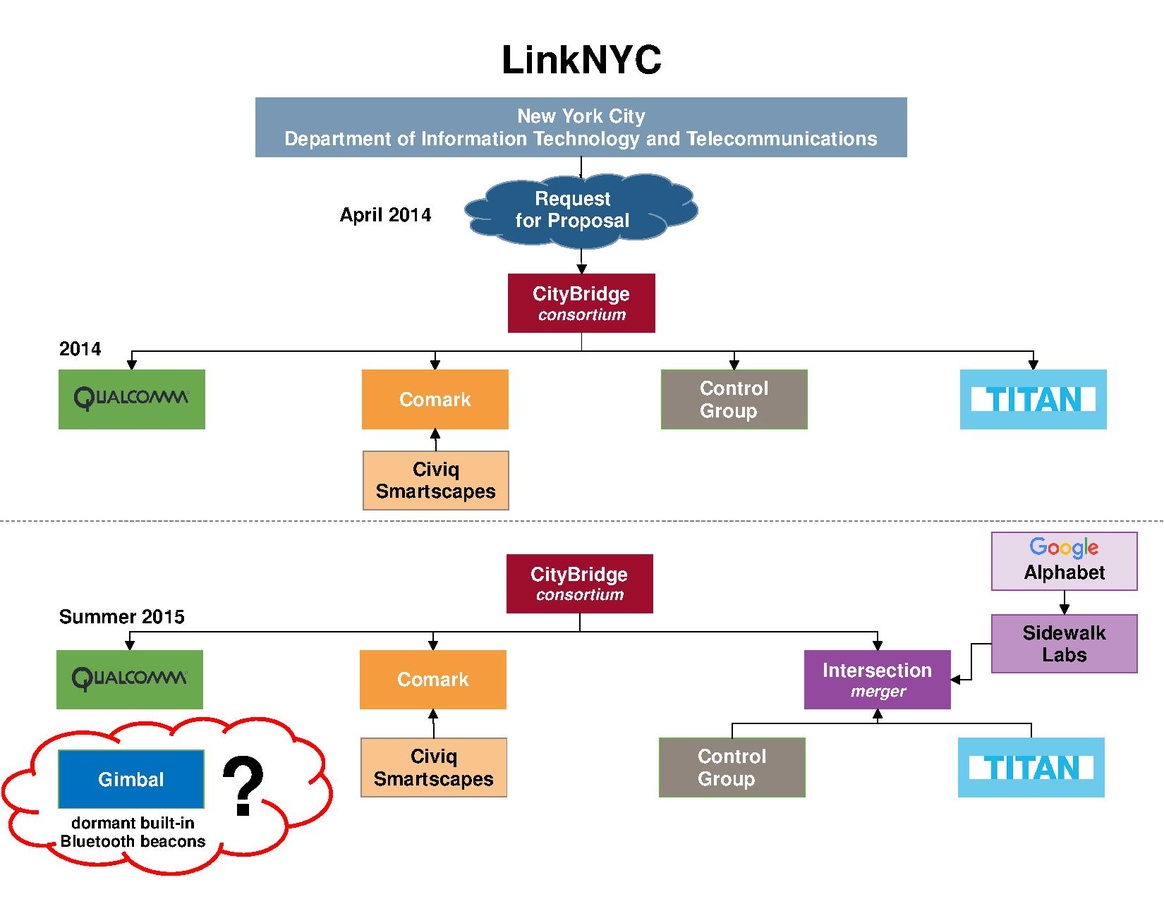 LinkNYC
New York City
Department of Information Technology and Telecommunications
April 2014
Request
for Proposal
CityBridge
consortium
2014
QUALCOMM
Comark
Control
Group
TITAN
Civiq
Smartscapes
Google
Alphabet
CityBridge
consortium
Summer 2015
Sidewalk
Labs
QUALCOMM
Comark
Intersection
merger
Gimbal
?
dormant built-in
Bluetooth beacons
Civiq
Smartscapes
Control
Group
TITAN